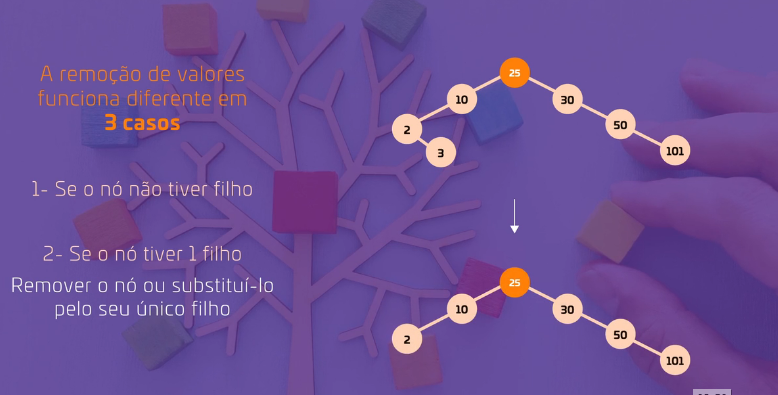 A remoção de valores
funciona diferente em
3 casos
1- Se o nó não tiver filho
2- Se o nó tiver 1 filho
Remover o nó ou substituí-lo
pelo seu único filho
25
10
30
2
50
3
101
25
10
30
2
50
101